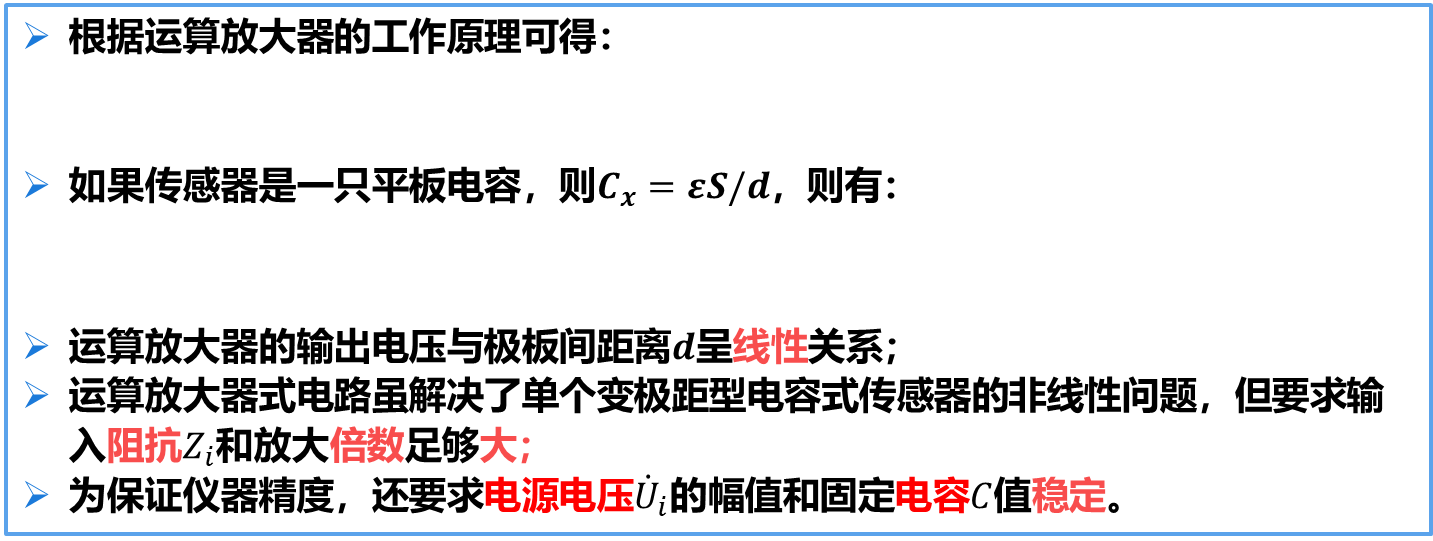 ➢ 根据运算放大器的工作原理可得：
➢ 如果传感器是一只平板电容，则Cₓ = εS/d，则有：
➢ 运算放大器的输出电压与极板间距离d呈线性关系；
➢ 运算放大器式电路虽解决了单个变极距型电容式传感器的非线性问题，但要求输
入阻抗Zᵢ和放大倍数足够大；
➢ 为保证仪器精度，还要求电源电压U̇ᵢ的幅值和固定电容C值稳定。